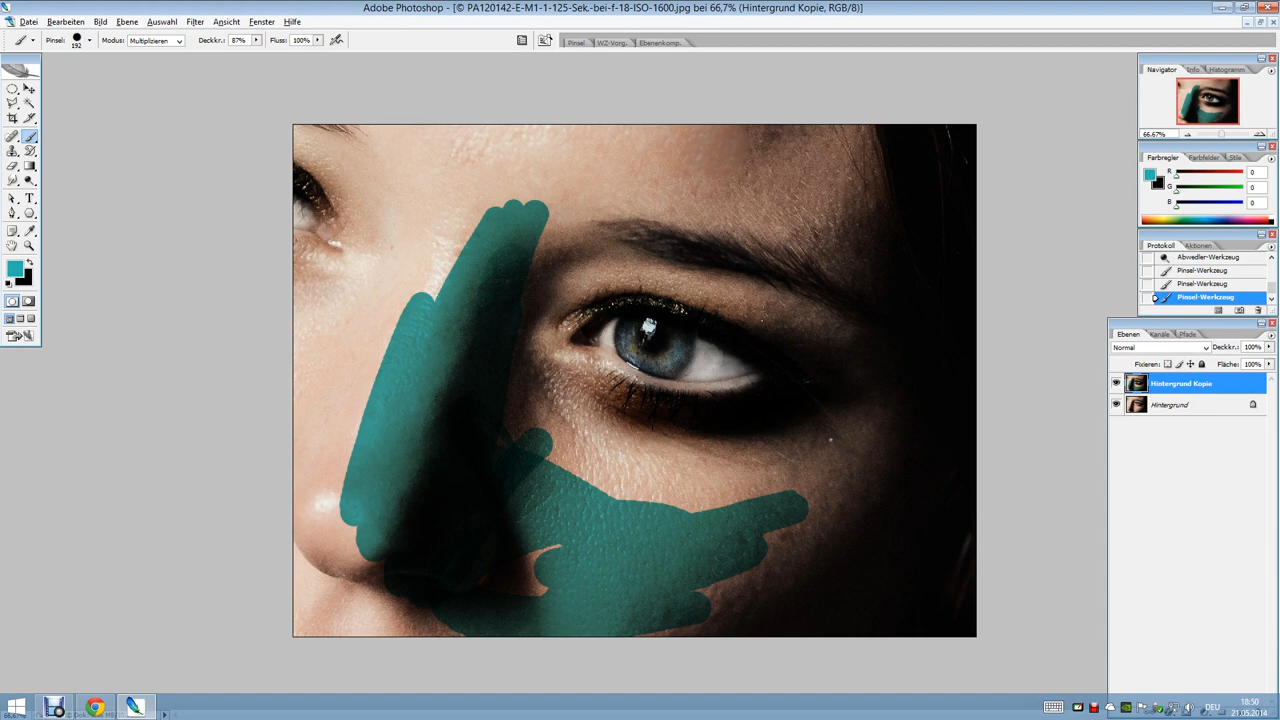 Adobe Photoshop - [© PA120142-E-M1-1-125-Sek.-bei-f-18-ISO-1600.jpg bei 66,7% (Hintergrund Kopie, RGB/8)]
Datei Bearbeiten Bild Ebene Auswahl Filter Ansicht Fenster Hilfe
Pinsel: 192 Modus: Multiplizieren Deckkr.: 87% Fluss: 100% Pinsel WZ-Vorg. Ebenenkomp.
Navigator Info Histogramm
66.67%
Farbregler Farbfelder Stile
R 0
G 0
B 0
Protokoll Aktionen
Abwedler-Werkzeug
Pinsel-Werkzeug
Pinsel-Werkzeug
Pinsel-Werkzeug
Ebenen Kanäle Pfade
Normal Deckkr.: 100%
Fixieren: Fläche: 100%
Hintergrund Kopie
Hintergrund
DEU
18:50
21.05.2014